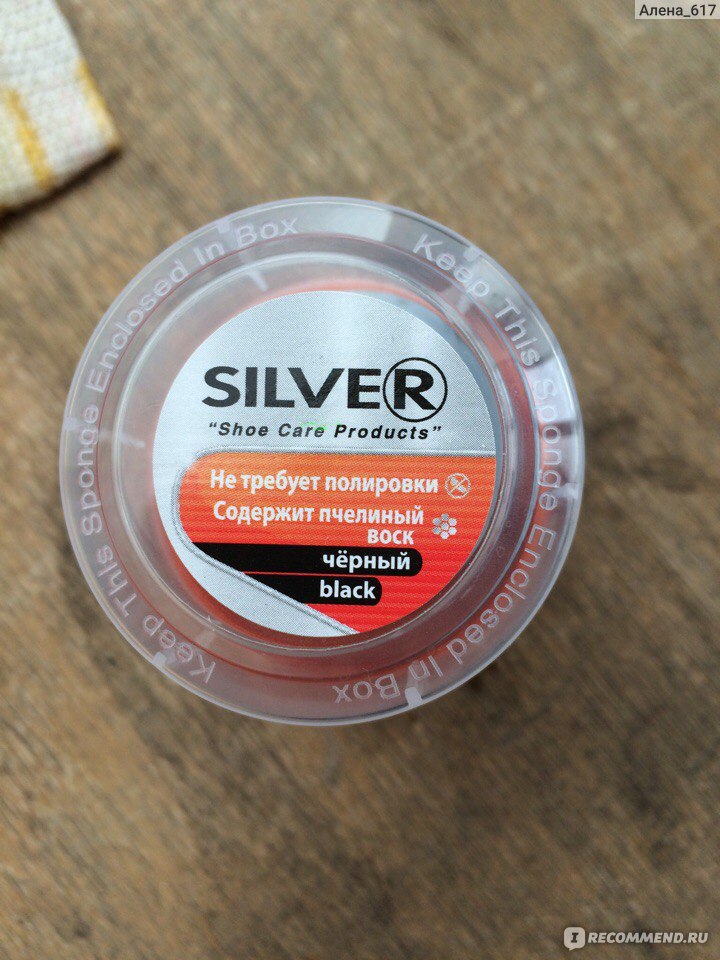 Алена_617
Keep This Sponge Enclosed In Box
Keep This Sponge Enclosed In Box
SILVER
"Shoe Care Products"
Не требует полировки
Содержит пчелиный
воск
чёрный
black
IRECOMMEND.RU